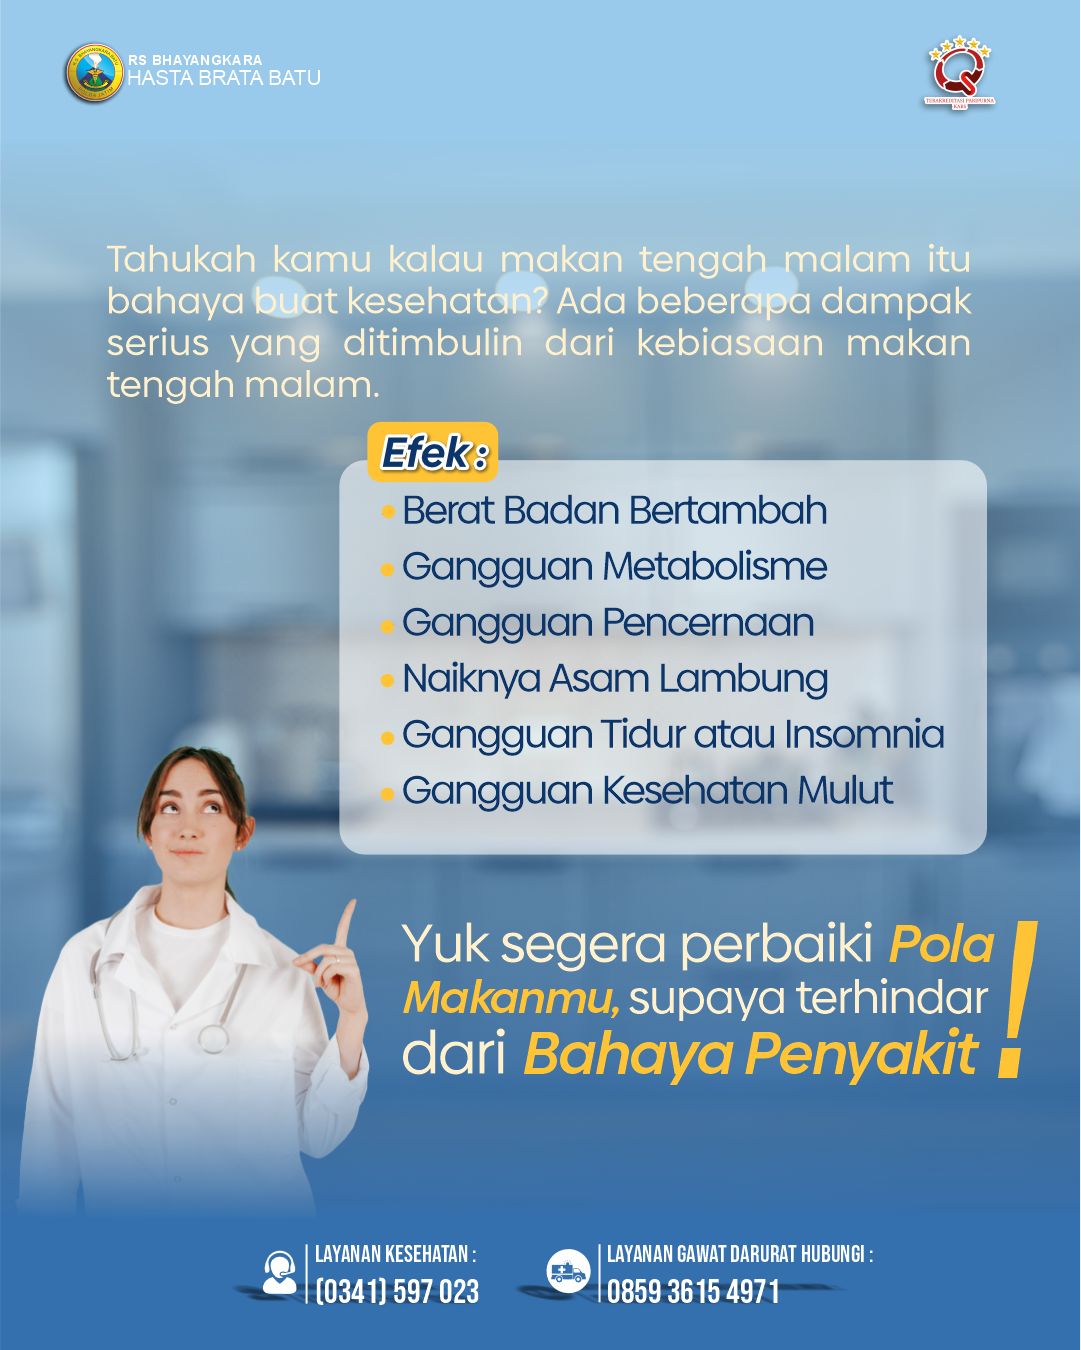 RS BHAYANGKARA
HASTA BRATA BATU
TERAKREDITASI PARIPURNA
KARS
Tahukah kamu kalau makan tengah malam itu
bahaya buat kesehatan? Ada beberapa dampak
serius yang ditimbulin dari kebiasaan makan
tengah malam.
Efek :
• Berat Badan Bertambah
• Gangguan Metabolisme
• Gangguan Pencernaan
• Naiknya Asam Lambung
• Gangguan Tidur atau Insomnia
• Gangguan Kesehatan Mulut
Yuk segera perbaiki Pola
Makanmu, supaya terhindar
dari Bahaya Penyakit !
LAYANAN KESEHATAN :
(0341) 597 023
LAYANAN GAWAT DARURAT HUBUNGI :
0859 3615 4971